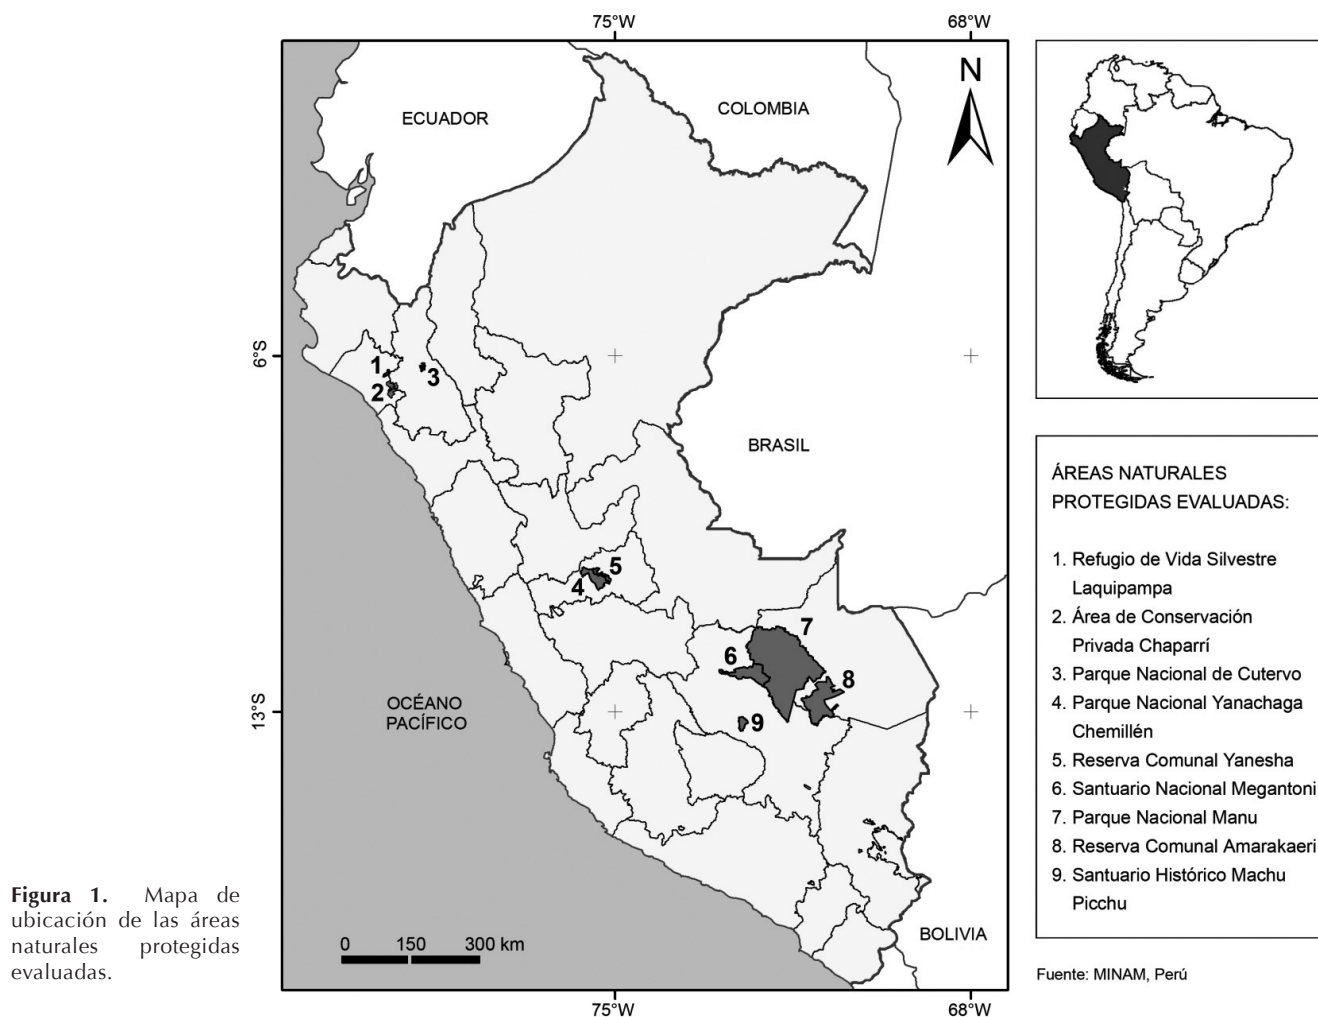 75°W
68°W
N
ECUADOR
COLOMBIA
6°S
1
2
3
BRASIL
4
5
6
7
8
9
OCÉANO
PACÍFICO
13°S
BOLIVIA
0 150 300 km
75°W
68°W
ÁREAS NATURALES
PROTEGIDAS EVALUADAS:
1. Refugio de Vida Silvestre
Laquipampa
2. Área de Conservación
Privada Chaparrí
3. Parque Nacional de Cutervo
4. Parque Nacional Yanachaga
Chemillén
5. Reserva Comunal Yanesha
6. Santuario Nacional Megantoni
7. Parque Nacional Manu
8. Reserva Comunal Amarakaeri
9. Santuario Histórico Machu
Picchu
Fuente: MINAM, Perú
Figura 1. Mapa de
ubicación de las áreas
naturales protegidas
evaluadas.